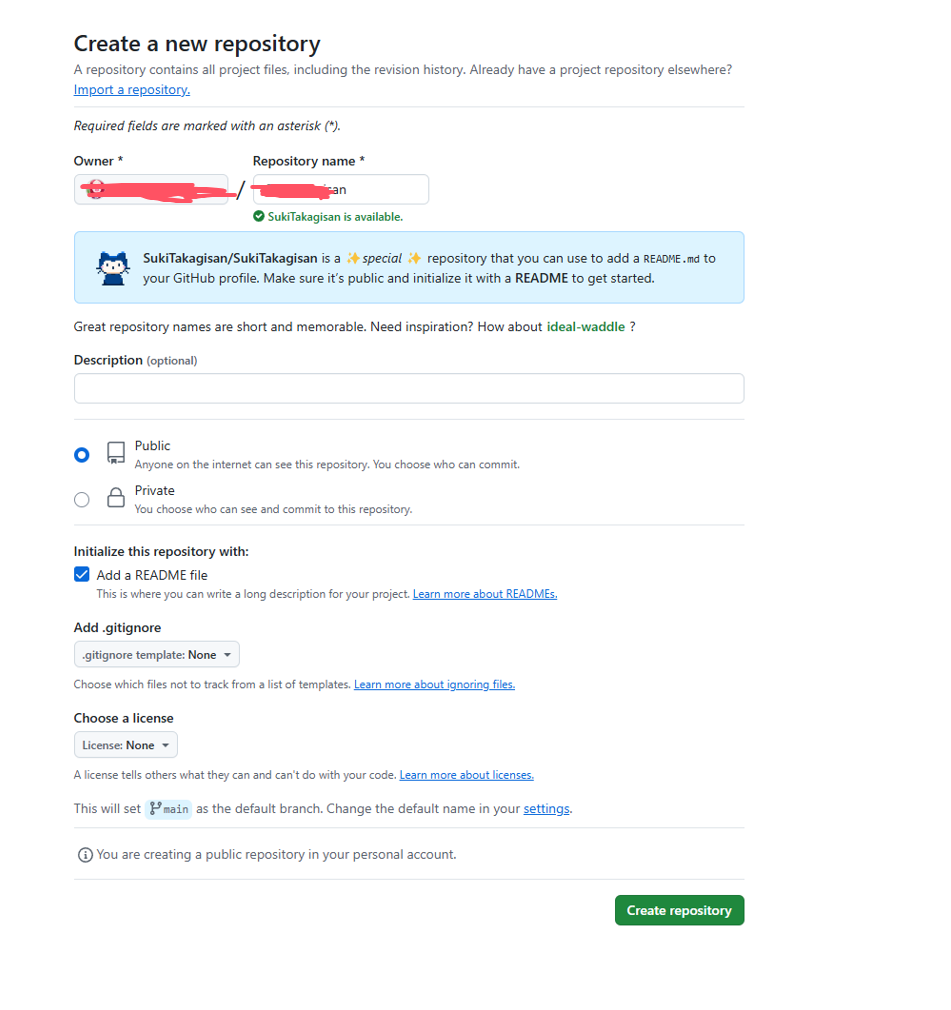 Create a new repository
A repository contains all project files, including the revision history. Already have a project repository elsewhere?
Import a repository.
Required fields are marked with an asterisk (*).
Owner *
Repository name *
/
san
SukiTakagisan is available.
SukiTakagisan/SukiTakagisan is a ✨special ✨ repository that you can use to add a README.md to
your GitHub profile. Make sure it's public and initialize it with a README to get started.
Great repository names are short and memorable. Need inspiration? How about ideal-waddle ?
Description (optional)
Public
Anyone on the internet can see this repository. You choose who can commit.
Private
You choose who can see and commit to this repository.
Initialize this repository with:
Add a README file
This is where you can write a long description for your project. Learn more about READMEs.
Add .gitignore
.gitignore template: None
Choose which files not to track from a list of templates. Learn more about ignoring files.
Choose a license
License: None
A license tells others what they can and can't do with your code. Learn more about licenses.
This will set main as the default branch. Change the default name in your settings.
You are creating a public repository in your personal account.
Create repository